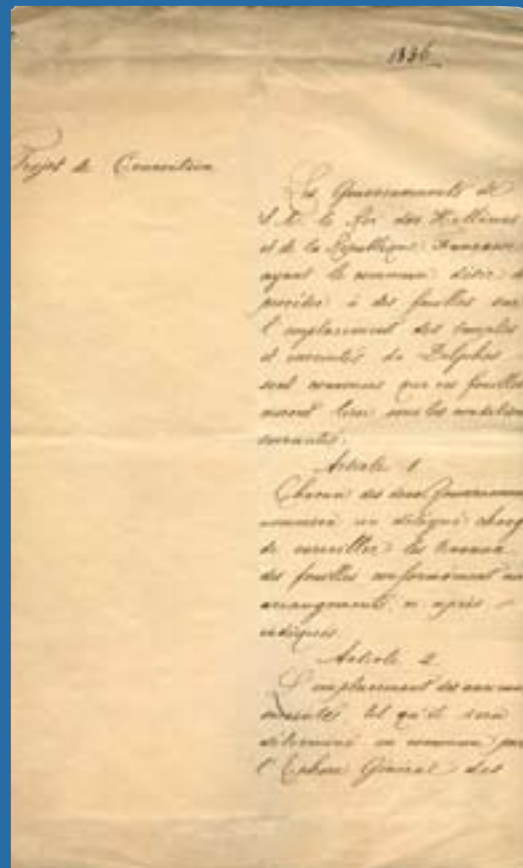 1886
Projet de Convention
Les Gouvernements de
S. M. le Roi des Hellènes
et de la République Française
ayant le commun désir de
procéder à des fouilles sur
l'emplacement des temples
et enceintes de Delphes
sont convenus que ces fouilles
auront lieu sous les conditions
suivantes.
Article 1
Chacun des deux Gouvernements
nommera un délégué chargé
de surveiller les travaux
des fouilles conformément aux
arrangements ci-après
indiqués.
Article 2
L'emplacement des
tel qu'il sera
déterminé en commun par
l'Ephore Général des